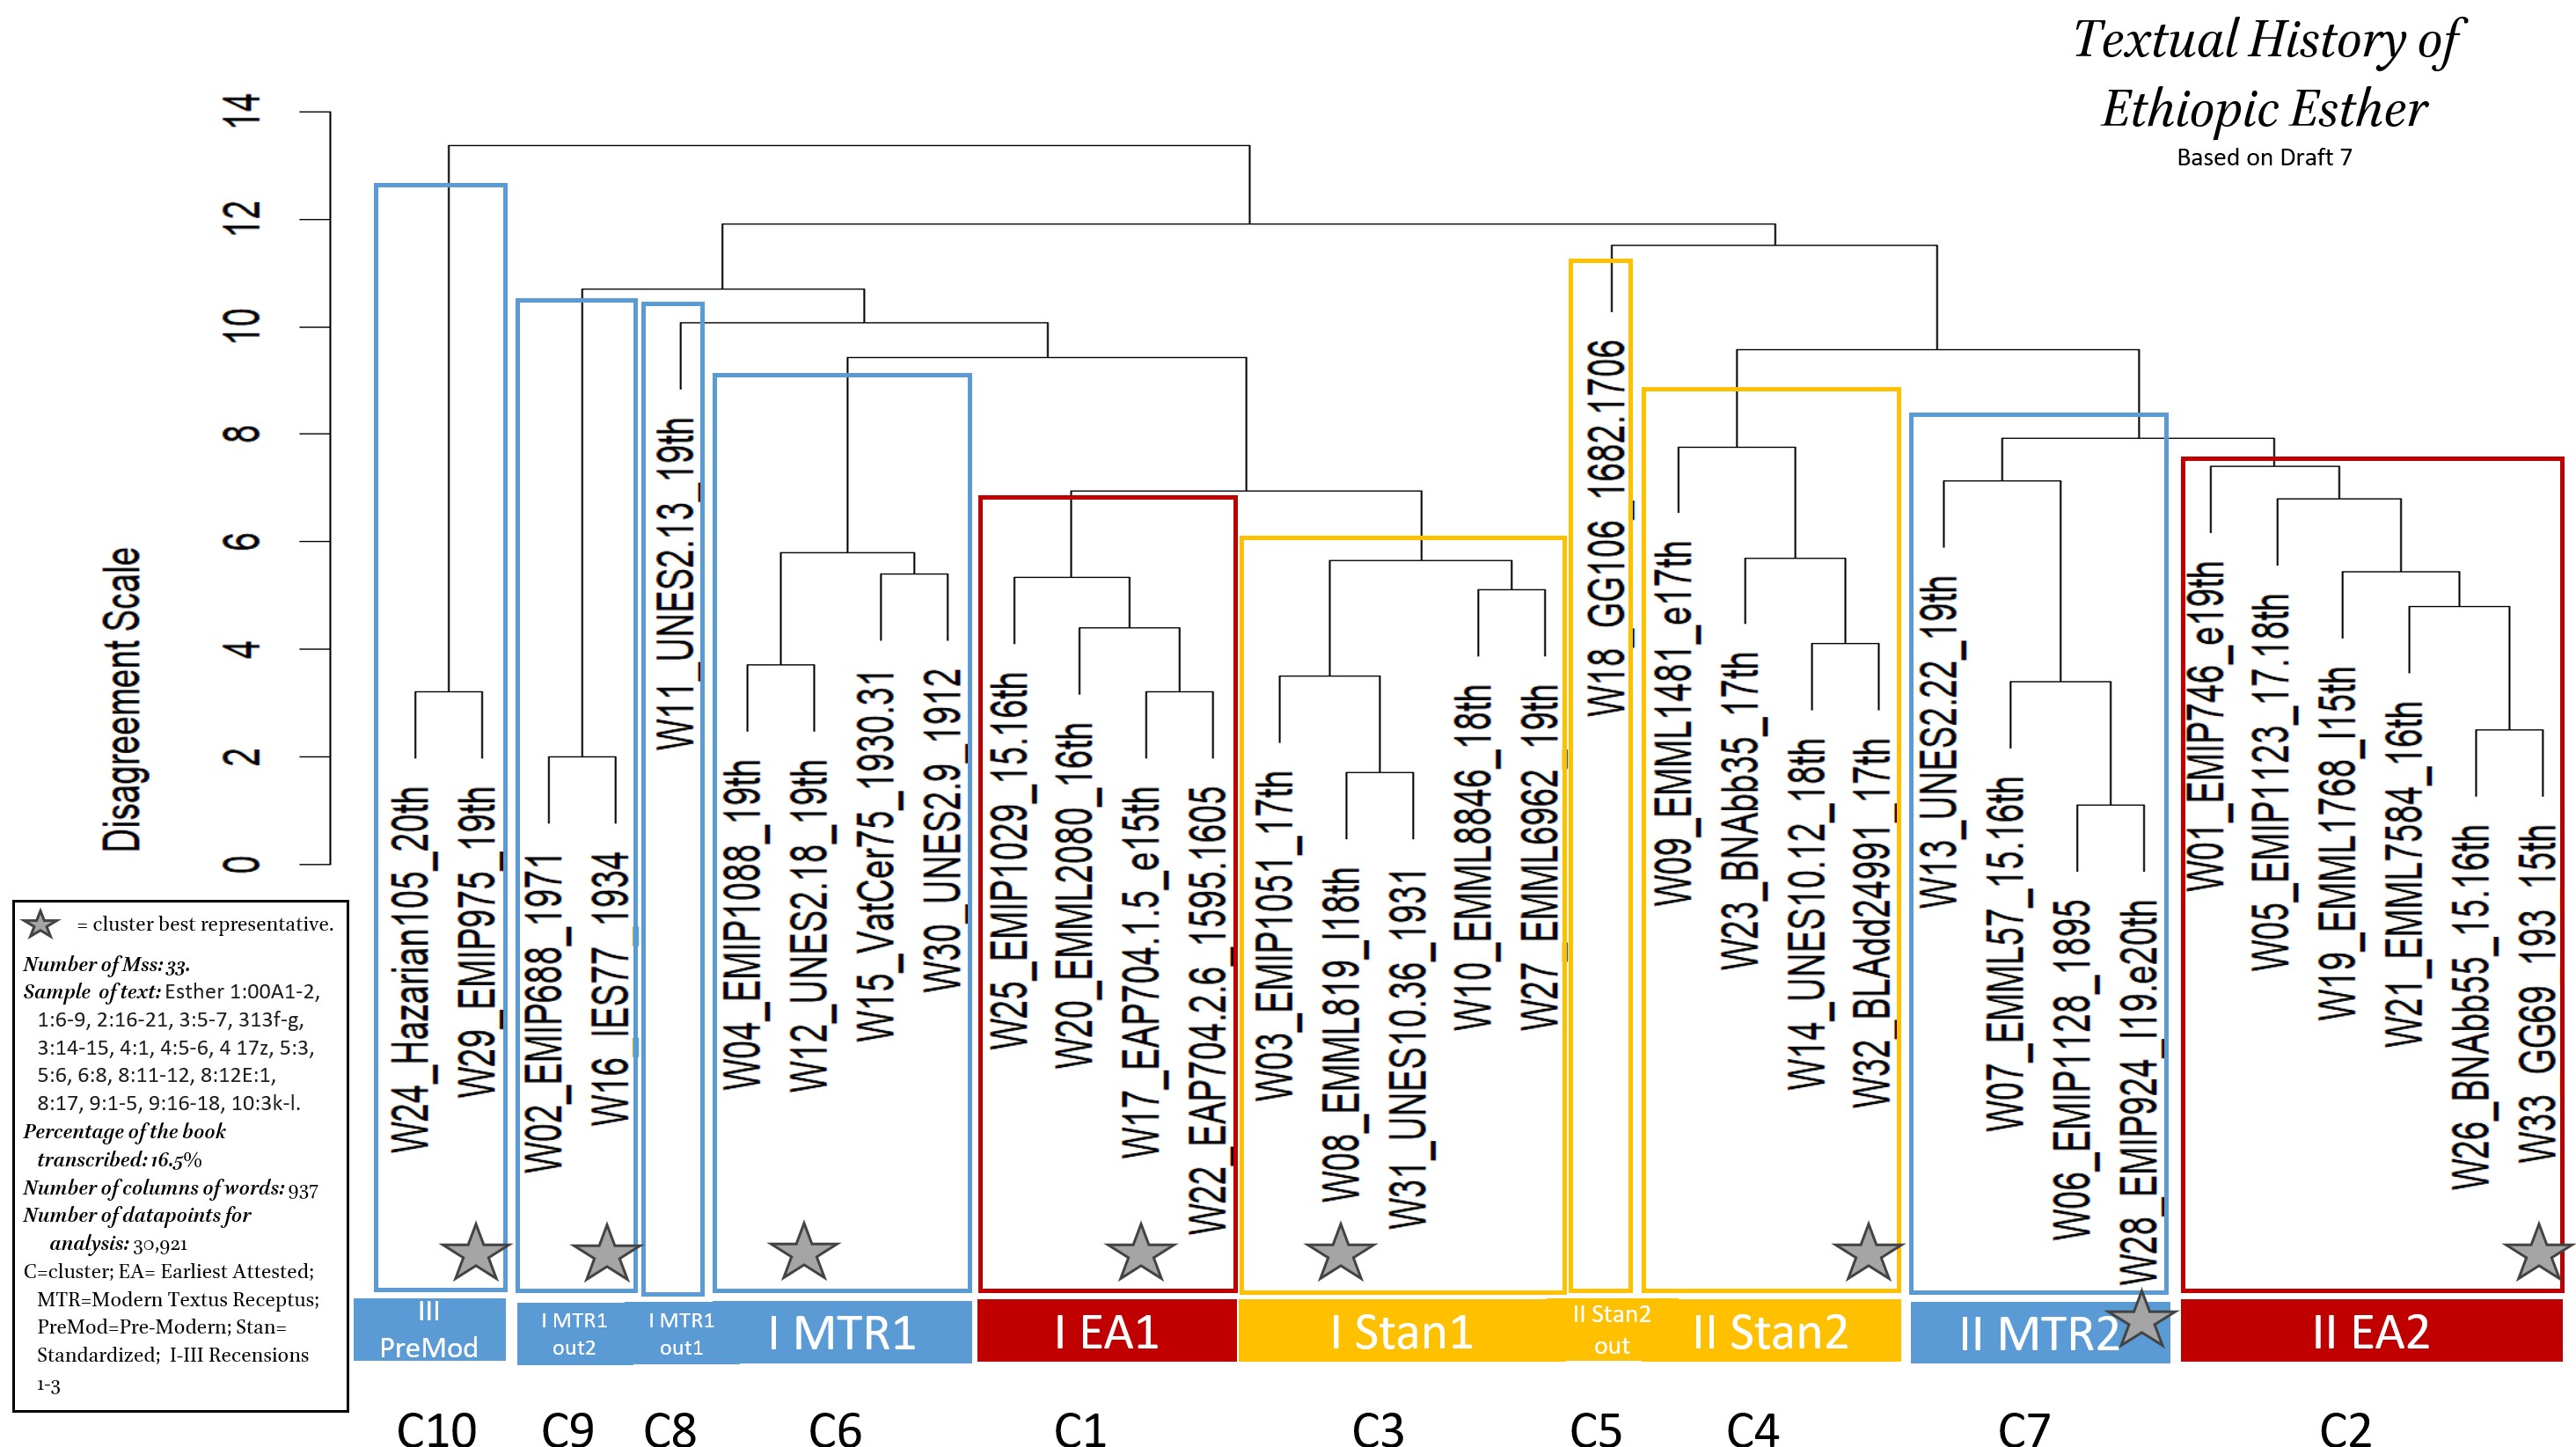 Textual History of
Ethiopic Esther
Based on Draft 7
Disagreement Scale
14
12
10
8
6
4
2
0
W24_Hazarian105_20th
W29_EMIP975_19th
W02_EMIP688_1971
W16_IES77_1934
W11_UNES2.13_19th
W04_EMIP1088_19th
W12_UNES2.18_19th
W15_VatCer75_1930.31
W30_UNES2.9_1912
W25_EMIP1029_15.16th
W20_EMML2080_16th
W17_EAP704.1.5_e15th
W22_EAP704.2.6_1595.1605
W03_EMIP1051_17th
W08_EMML819_l18th
W31_UNES10.36_1931
W10_EMML8846_18th
W27_EMML6962_19th
W18_GG106_1682.1706
W09_EMML1481_e17th
W23_BNAbb35_17th
W14_UNES10.12_18th
W32_BLAdd24991_17th
W13_UNES2.22_19th
W07_EMML57_15.16th
W06_EMIP1128_1895
W28_EMIP924_l19.e20th
W01_EMIP746_e19th
W05_EMIP1123_17.18th
W19_EMML1768_l15th
W21_EMML7584_16th
W26_BNAbb55_15.16th
W33_GG69_193_15th
= cluster best representative.
Number of Mss: 33.
Sample of text: Esther 1:00A1-2,
1:6-9, 2:16-21, 3:5-7, 313f-g,
3:14-15, 4:1, 4:5-6, 4 17z, 5:3,
5:6, 6:8, 8:11-12, 8:12E:1,
8:17, 9:1-5, 9:16-18, 10:3k-l.
Percentage of the book
transcribed: 16.5%
Number of columns of words: 937
Number of datapoints for
analysis: 30,921
C=cluster; EA= Earliest Attested;
MTR=Modern Textus Receptus;
PreMod=Pre-Modern; Stan=
Standardized; I-III Recensions
1-3
III
PreMod
I MTR1
out2
I MTR1
out1
I MTR1
I EA1
I Stan1
II Stan2
out
II Stan2
II MTR2
II EA2
C10
C9
C8
C6
C1
C3
C5
C4
C7
C2